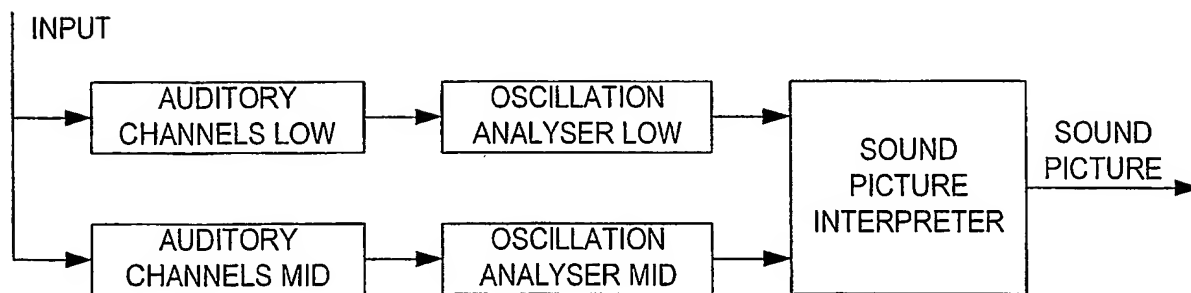 INPUT
AUDITORY
CHANNELS LOW
OSCILLATION
ANALYSER LOW
SOUND
PICTURE
INTERPRETER
SOUND
PICTURE
AUDITORY
CHANNELS MID
OSCILLATION
ANALYSER MID